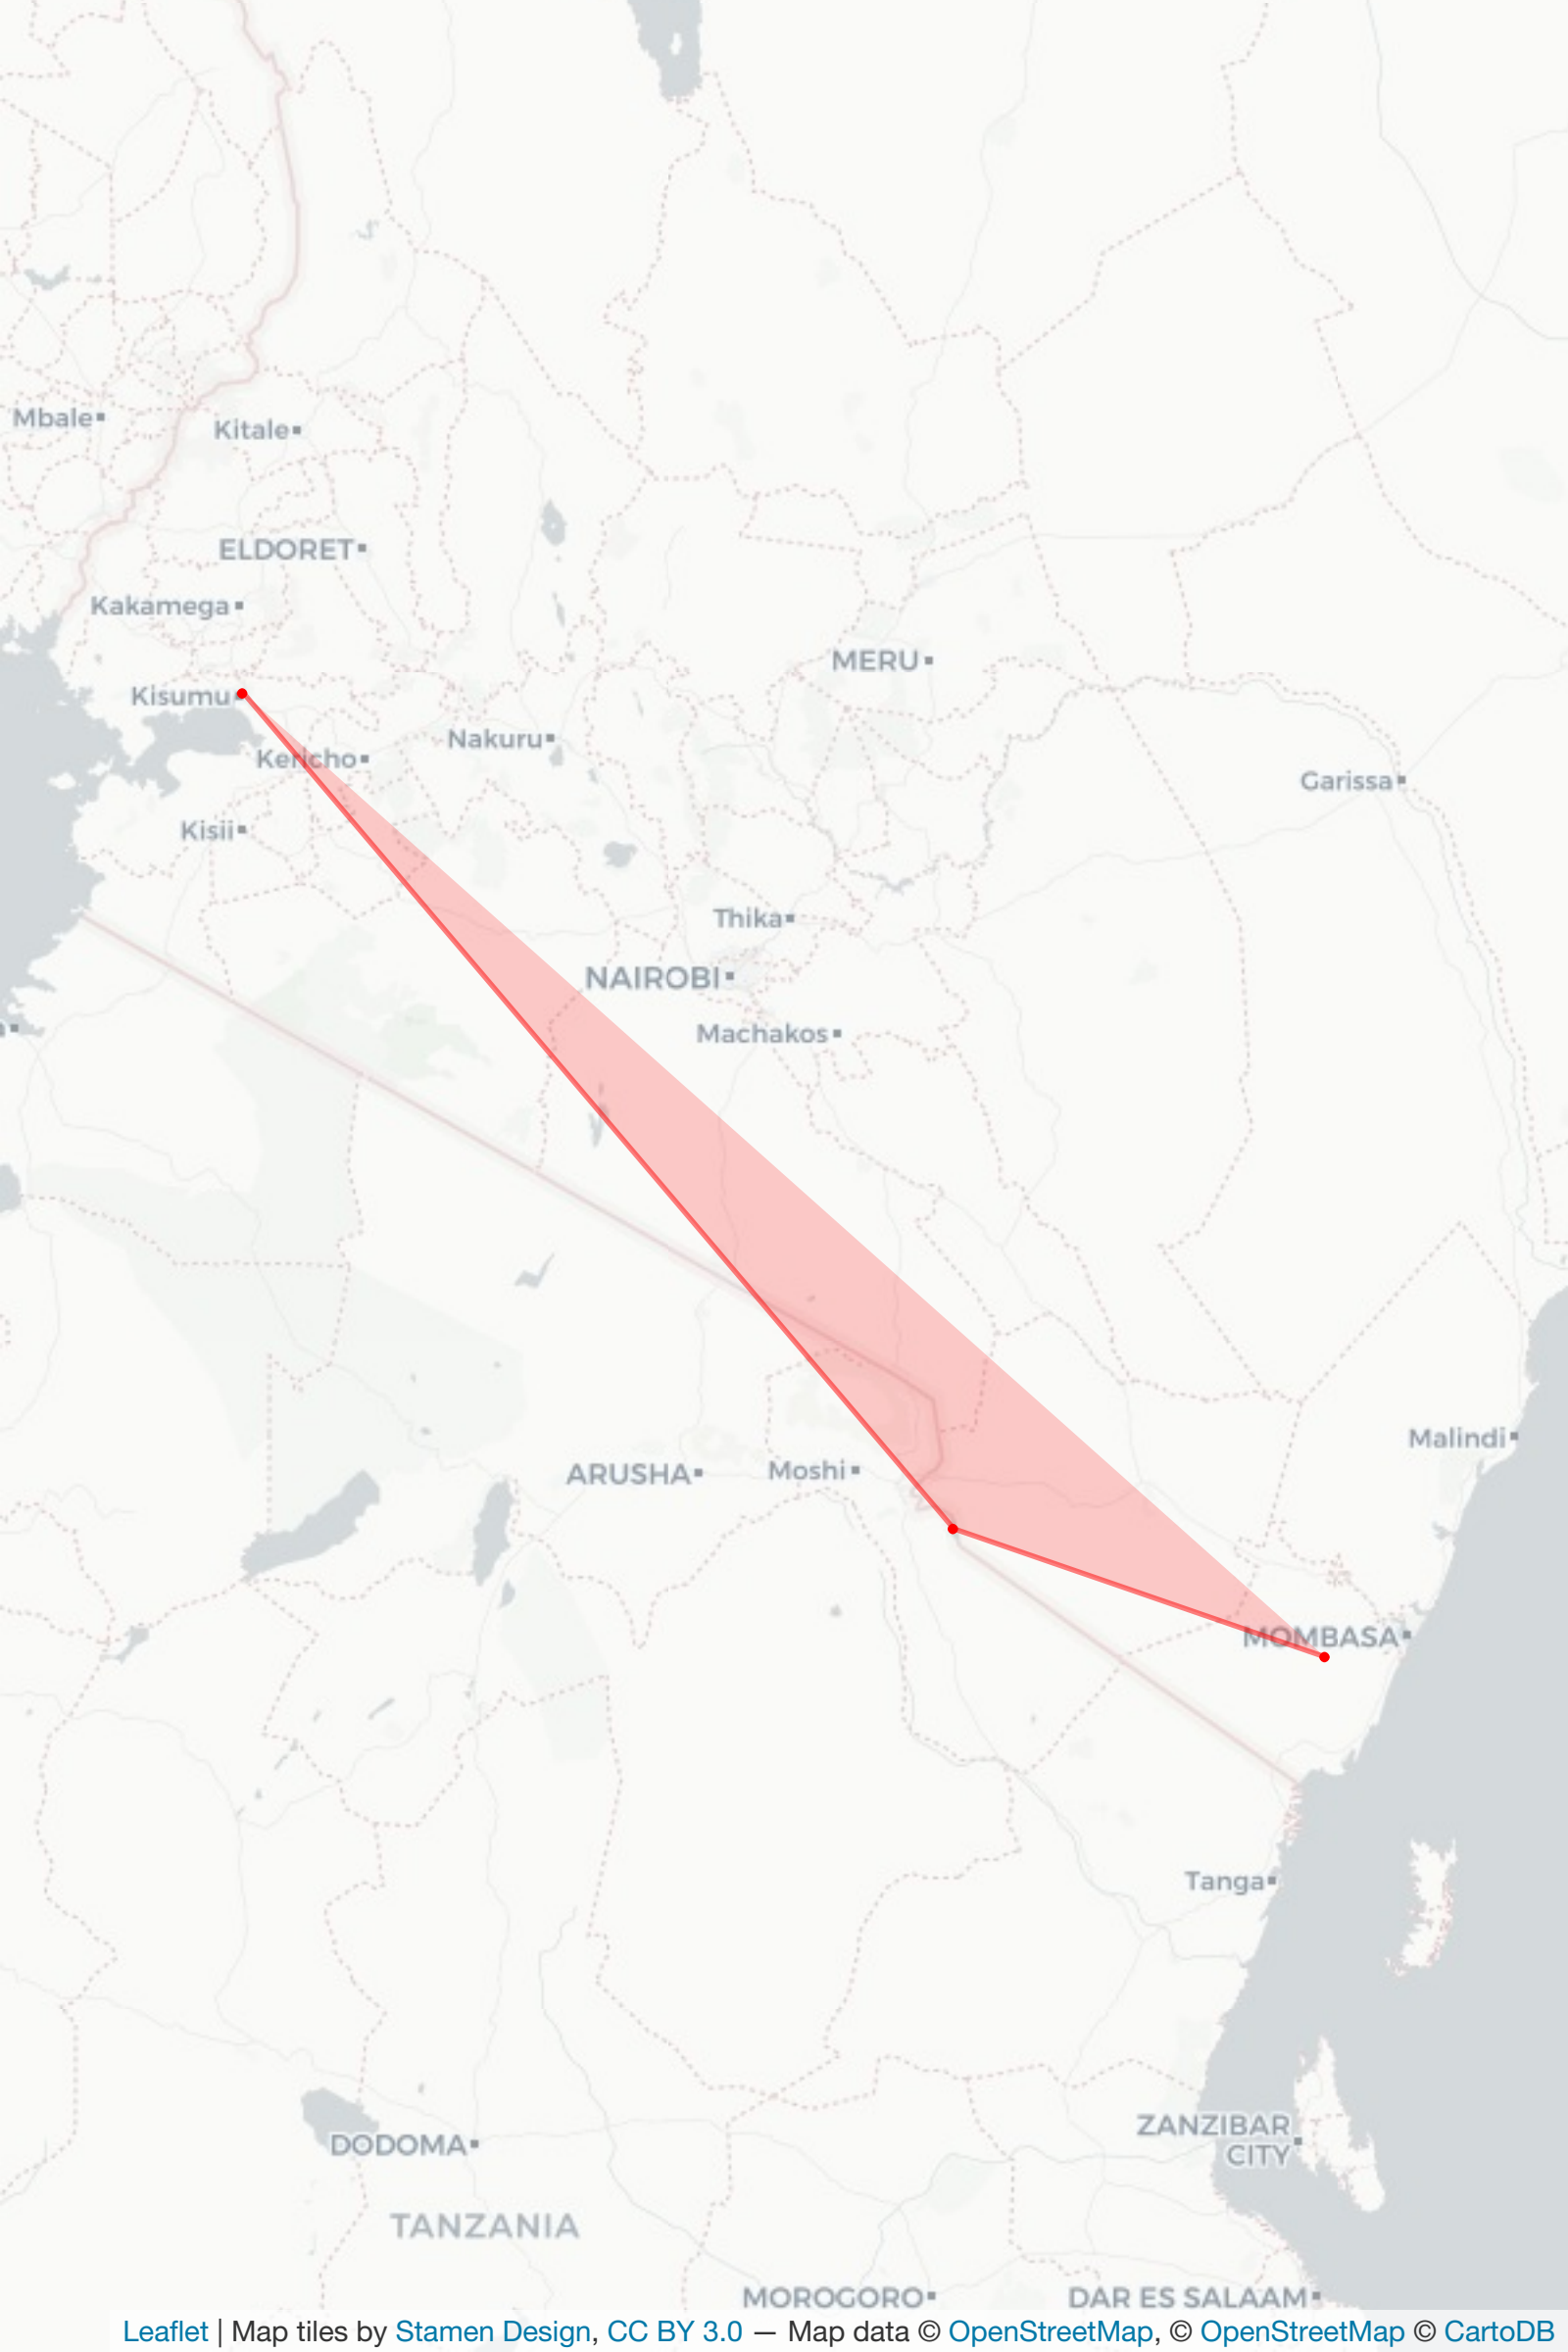 Mbale
Kitale
ELDORET
Kakamega
MERU
Kisumu
Nakuru
Kericho
Garissa
Kisii
Thika
NAIROBI
Machakos
Malindi
ARUSHA
Moshi
MOMBASA
Tanga
ZANZIBAR
CITY
DODOMA
TANZANIA
MOROGORO
DAR ES SALAAM
Leaflet | Map tiles by Stamen Design, CC BY 3.0 — Map data © OpenStreetMap, © OpenStreetMap © CartoDB